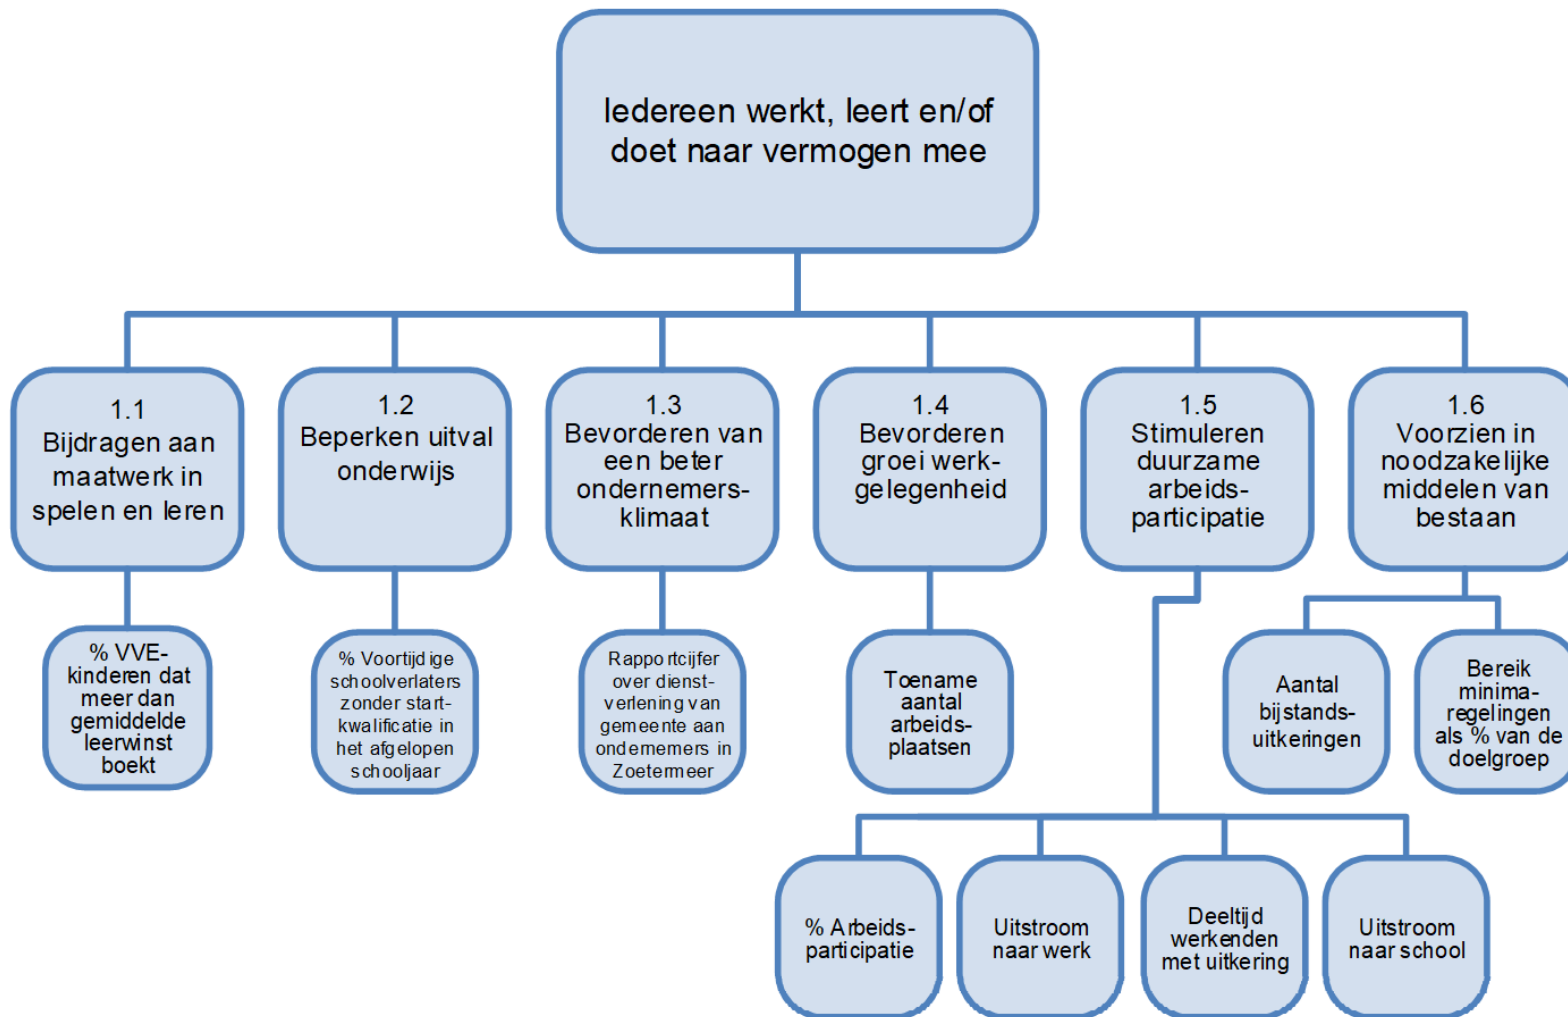 Iedereen werkt, leert en/of
doet naar vermogen mee
1.1
Bijdragen aan
maatwerk in
spelen en leren
1.2
Beperken uitval
onderwijs
1.3
Bevorderen van
een beter
ondernemers-
klimaat
1.4
Bevorderen
groei werk-
gelegenheid
1.5
Stimuleren
duurzame
arbeids-
participatie
1.6
Voorzien in
noodzakelijke
middelen van
bestaan
% VVE-
kinderen dat
meer dan
gemiddelde
leerwinst
boekt
% Voortijdige
schoolverlaters
zonder start-
kwalificatie in
het afgelopen
schooljaar
Rapportcijfer
over dienst-
verlening van
gemeente aan
ondernemers in
Zoetermeer
Toename
aantal
arbeids-
plaatsen
Aantal
bijstands-
uitkeringen
Bereik
minima-
regelingen
als % van de
doelgroep
% Arbeids-
participatie
Uitstroom
naar werk
Deeltijd
werkenden
met uitkering
Uitstroom
naar school